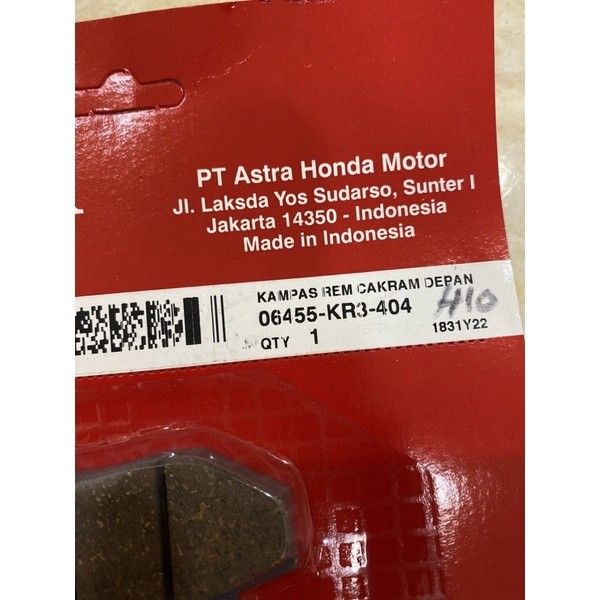 PT Astra Honda Motor
Jl. Laksda Yos Sudarso, Sunter I
Jakarta 14350 - Indonesia
Made in Indonesia
KAMPAS REM CAKRAM DEPAN
06455-KR3-404
H10
QTY 1
1831Y22